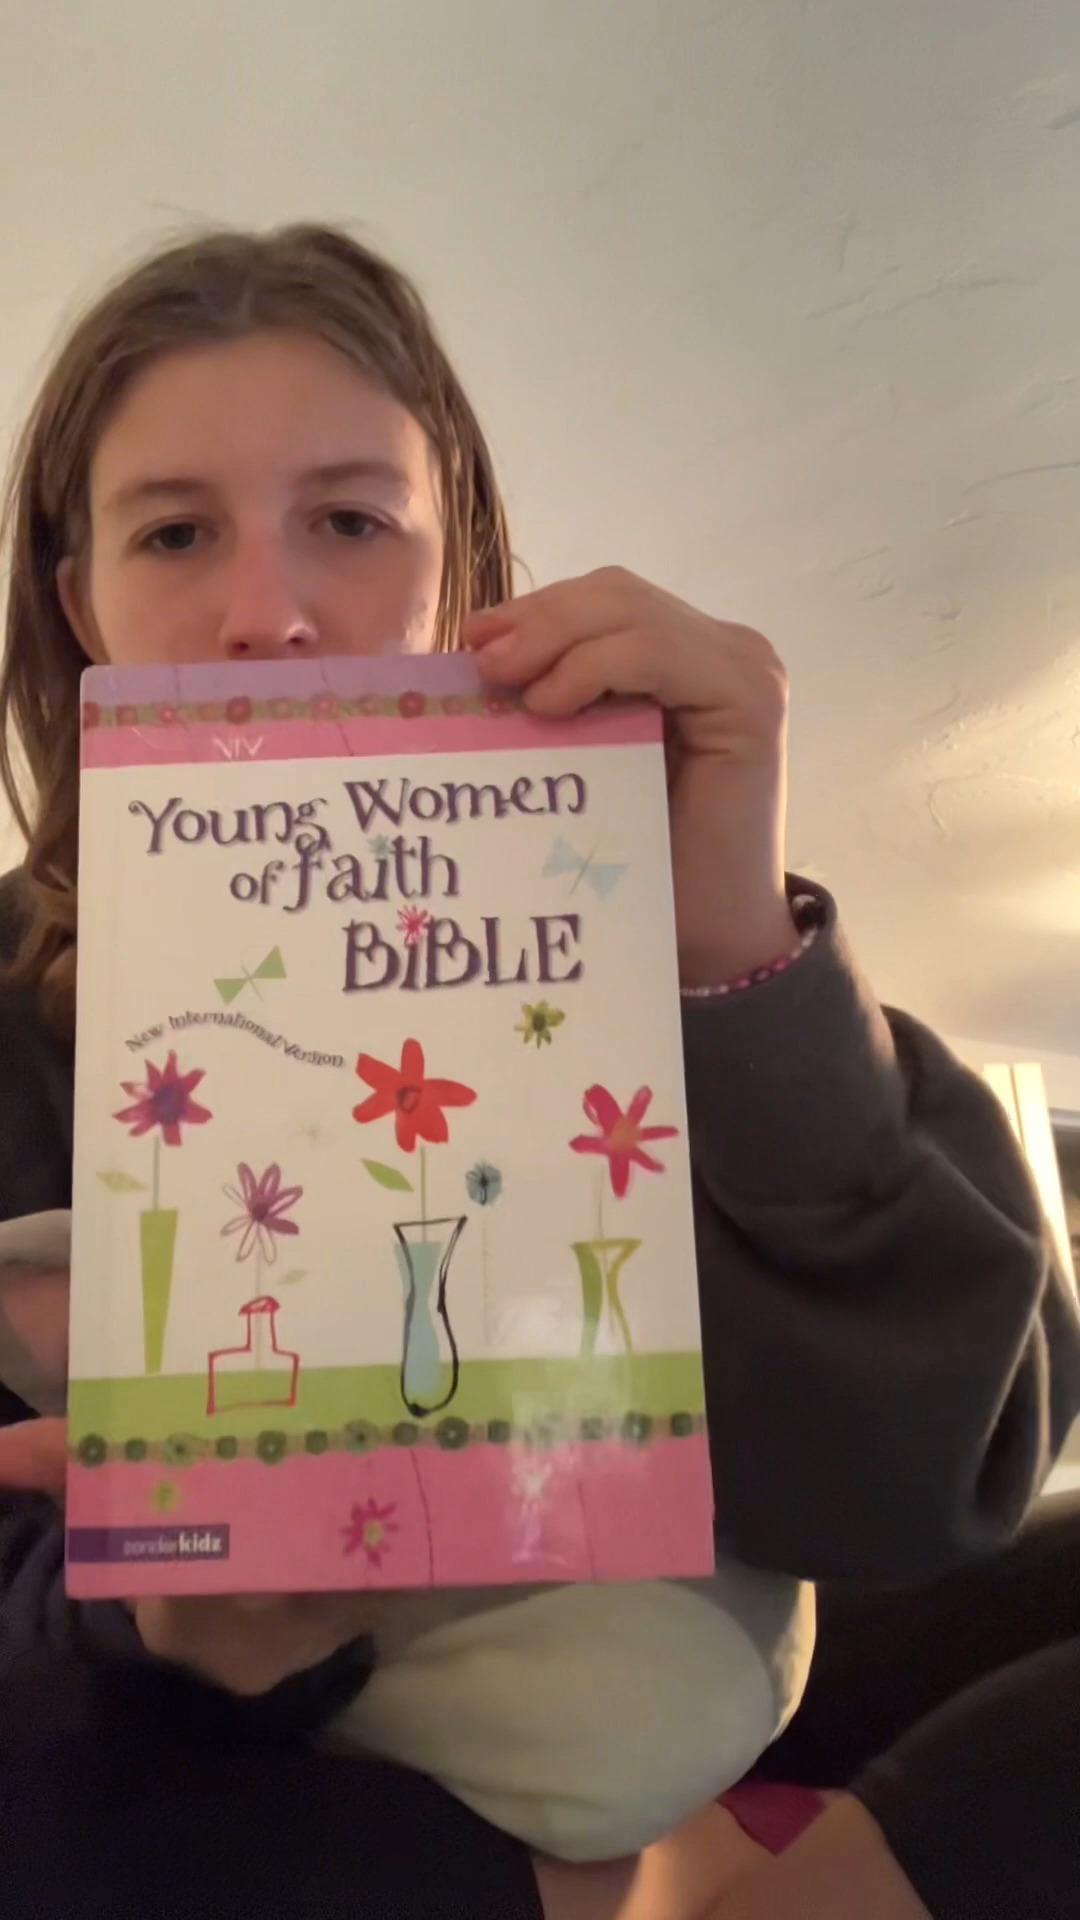 NIV
Young Women
of faith
BiBLE
New International Version
zonderkidz